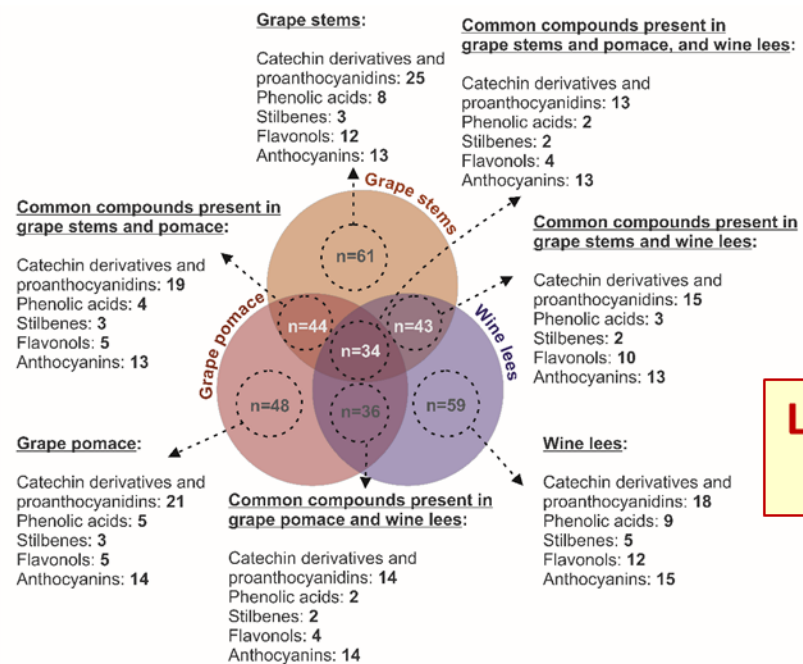 Grape stems:
Catechin derivatives and
proanthocyanidins: 25
Phenolic acids: 8
Stilbenes: 3
Flavonols: 12
Anthocyanins: 13
Common compounds present in
grape stems and pomace, and wine lees:
Catechin derivatives and
proanthocyanidins: 13
Phenolic acids: 2
Stilbenes: 2
Flavonols: 4
Anthocyanins: 13
Common compounds present in
grape stems and pomace:
Catechin derivatives and
proanthocyanidins: 19
Phenolic acids: 4
Stilbenes: 3
Flavonols: 5
Anthocyanins: 13
Grape stems
n=61
Grape pomace
n=44
n=43
n=34
Wine lees
n=48
n=36
n=59
Common compounds present in
grape stems and wine lees:
Catechin derivatives and
proanthocyanidins: 15
Phenolic acids: 3
Stilbenes: 2
Flavonols: 10
Anthocyanins: 13
L
Grape pomace:
Catechin derivatives and
proanthocyanidins: 21
Phenolic acids: 5
Stilbenes: 3
Flavonols: 5
Anthocyanins: 14
Common compounds present in
grape pomace and wine lees:
Catechin derivatives and
proanthocyanidins: 14
Phenolic acids: 2
Stilbenes: 2
Flavonols: 4
Anthocyanins: 14
Wine lees:
Catechin derivatives and
proanthocyanidins: 18
Phenolic acids: 9
Stilbenes: 5
Flavonols: 12
Anthocyanins: 15